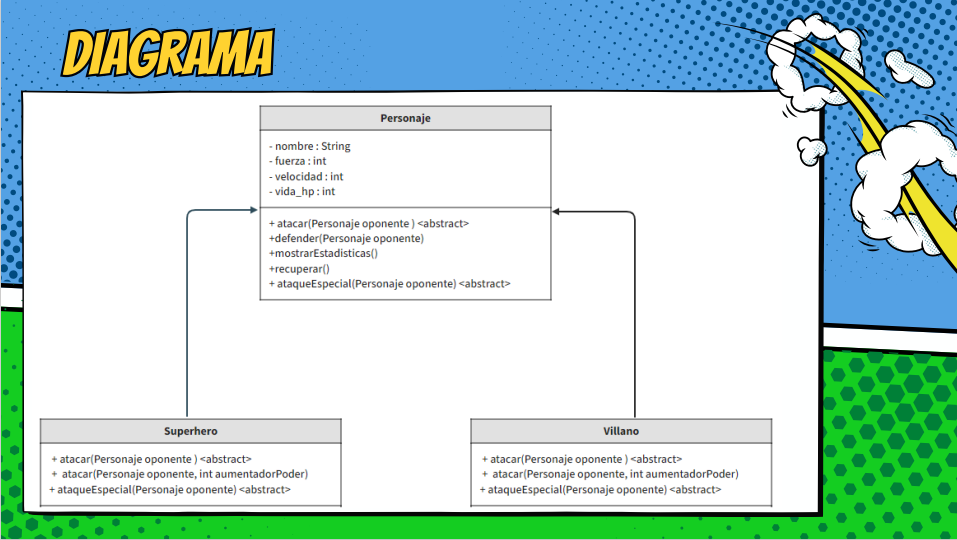 DIAGRAMA
Personaje
- nombre : String
- fuerza : int
- velocidad : int
- vida_hp : int
+ atacar(Personaje oponente ) <abstract>
+defender(Personaje oponente)
+mostrarEstadisticas()
+recuperar()
+ ataqueEspecial(Personaje oponente) <abstract>
Superhero
+ atacar(Personaje oponente ) <abstract>
+ atacar(Personaje oponente, int aumentadorPoder)
+ ataqueEspecial(Personaje oponente) <abstract>
Villano
+ atacar(Personaje oponente ) <abstract>
+ atacar(Personaje oponente, int aumentadorPoder)
+ ataqueEspecial(Personaje oponente) <abstract>